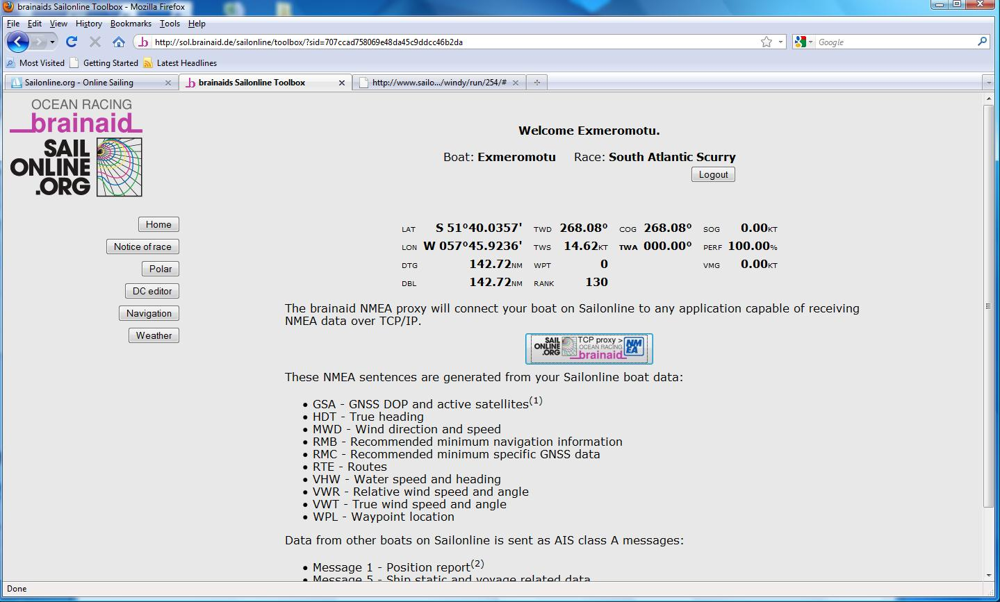 brainaids Sailonline Toolbox - Mozilla Firefox
File Edit View History Bookmarks Tools Help
http://sol.brainaid.de/sailonline/toolbox/?sid=707ccad758069e48da45c9ddcc46b2da
Google
Most Visited Getting Started Latest Headlines
Sailonline.org - Online Sailing
brainaids Sailonline Toolbox
http://www.sailo.../windy/run/254/#
OCEAN RACING
brainaid
SAIL
ONLINE
.ORG
Home
Notice of race
Polar
DC editor
Navigation
Weather
Welcome Exmeromotu.
Boat: Exmeromotu Race: South Atlantic Scurry
Logout
LAT S 51°40.0357' TWD 268.08° COG 268.08° SOG 0.00KT
LON W 057°45.9236' TWS 14.62KT TWA 000.00° PERF 100.00%
DTG 142.72NM WPT 0 VMG 0.00KT
DBL 142.72NM RANK 130
The brainaid NMEA proxy will connect your boat on Sailonline to any application capable of receiving
NMEA data over TCP/IP.
SAIL
ONLINE
.ORG
TCP proxy >
OCEAN RACING
brainaid
NM
EA
These NMEA sentences are generated from your Sailonline boat data:
• GSA - GNSS DOP and active satellites(1)
• HDT - True heading
• MWD - Wind direction and speed
• RMB - Recommended minimum navigation information
• RMC - Recommended minimum specific GNSS data
• RTE - Routes
• VHW - Water speed and heading
• VWR - Relative wind speed and angle
• VWT - True wind speed and angle
• WPL - Waypoint location
Data from other boats on Sailonline is sent as AIS class A messages:
• Message 1 - Position report(2)
• Message 5 - Ship static and voyage related data
Done